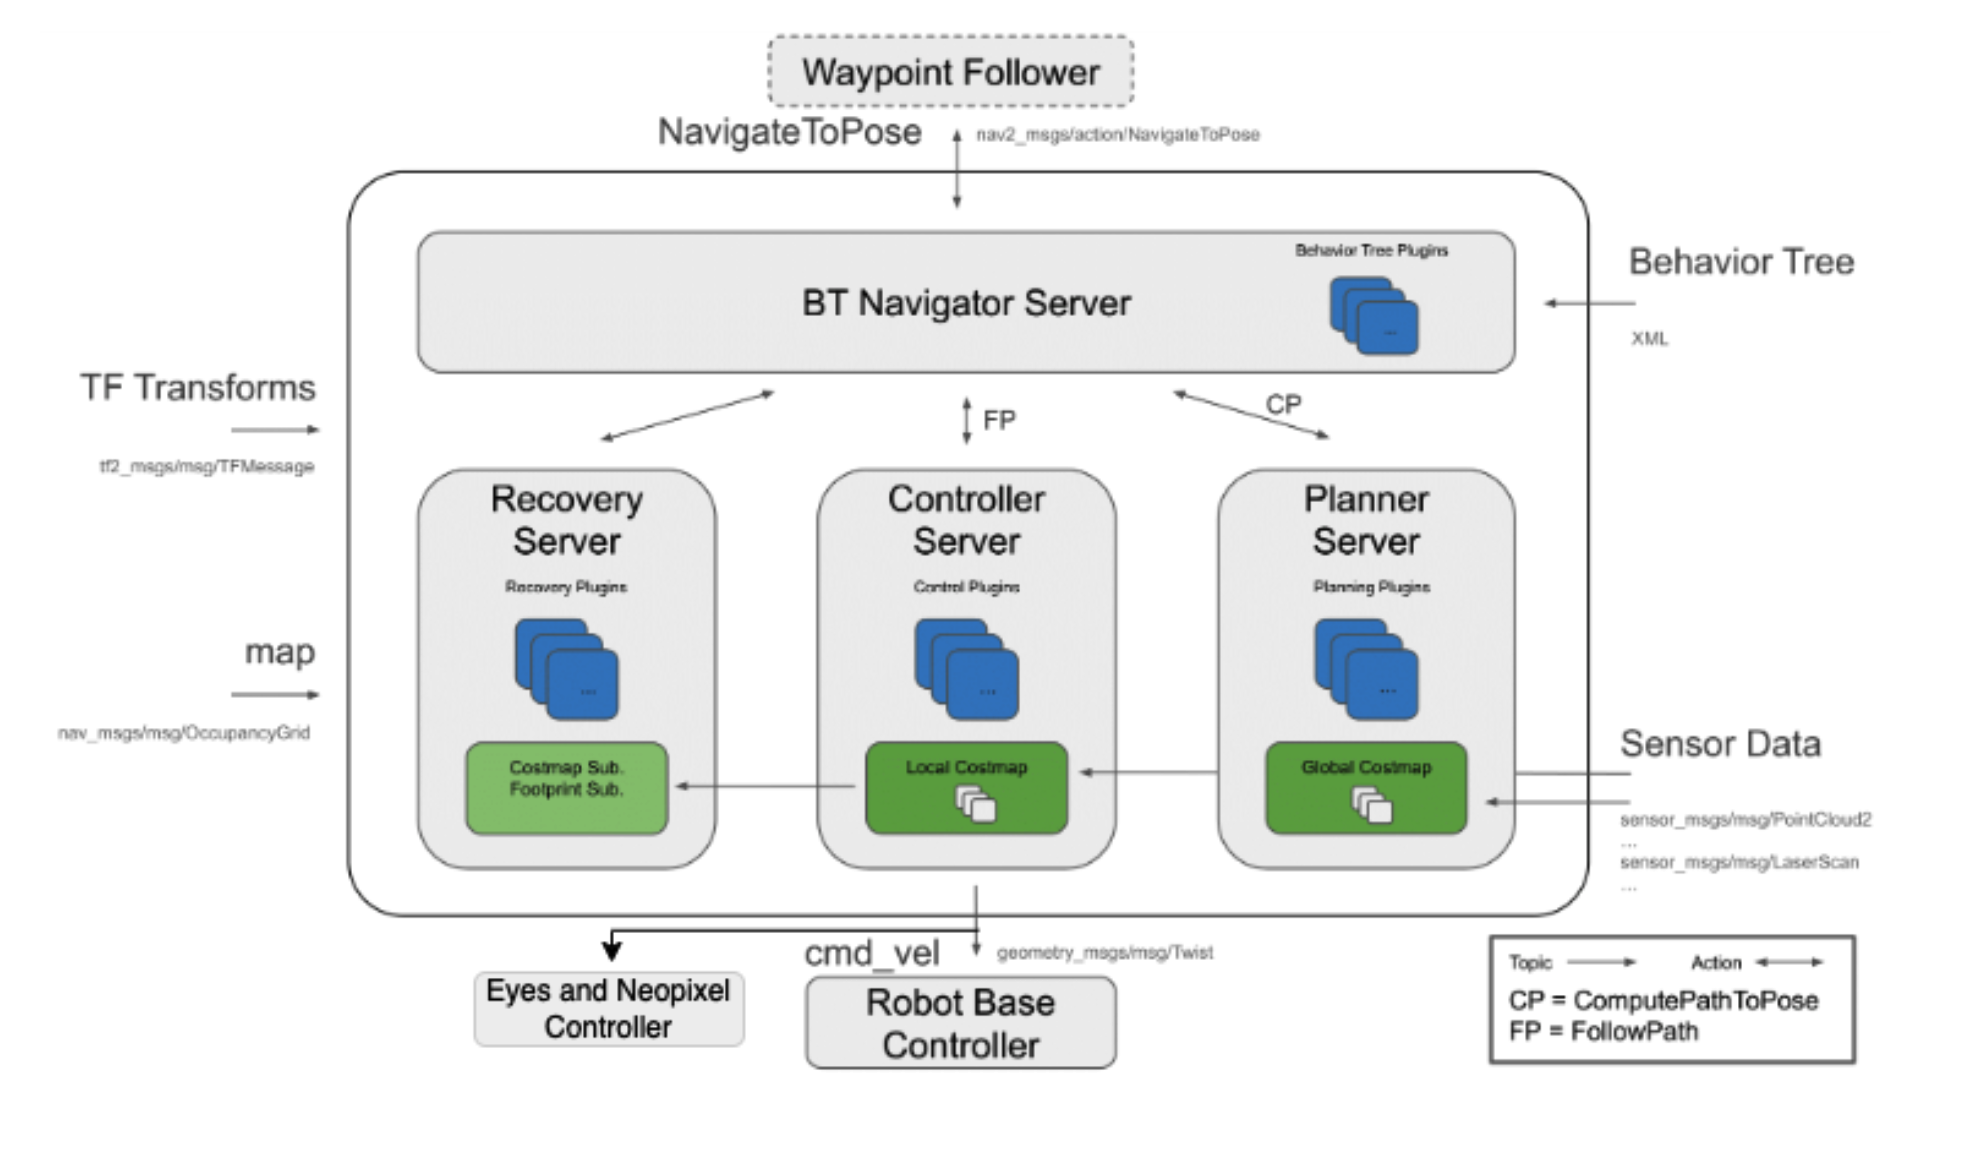 Waypoint Follower
NavigateToPose
nav2_msgs/action/NavigateToPose
Behavior Tree Plugins
BT Navigator Server
...
Behavior Tree
XML
TF Transforms
tf2_msgs/msg/TFMessage
FP
CP
Recovery
Server
Recovery Plugins
...
Costmap Sub.
Footprint Sub.
Controller
Server
Control Plugins
...
Local Costmap
Planner
Server
Planning Plugins
...
Global Costmap
map
nav_msgs/msg/OccupancyGrid
Sensor Data
sensor_msgs/msg/PointCloud2
...
sensor_msgs/msg/LaserScan
...
cmd_vel
geometry_msgs/msg/Twist
Eyes and Neopixel
Controller
Robot Base
Controller
Topic
Action
CP = ComputePathToPose
FP = FollowPath